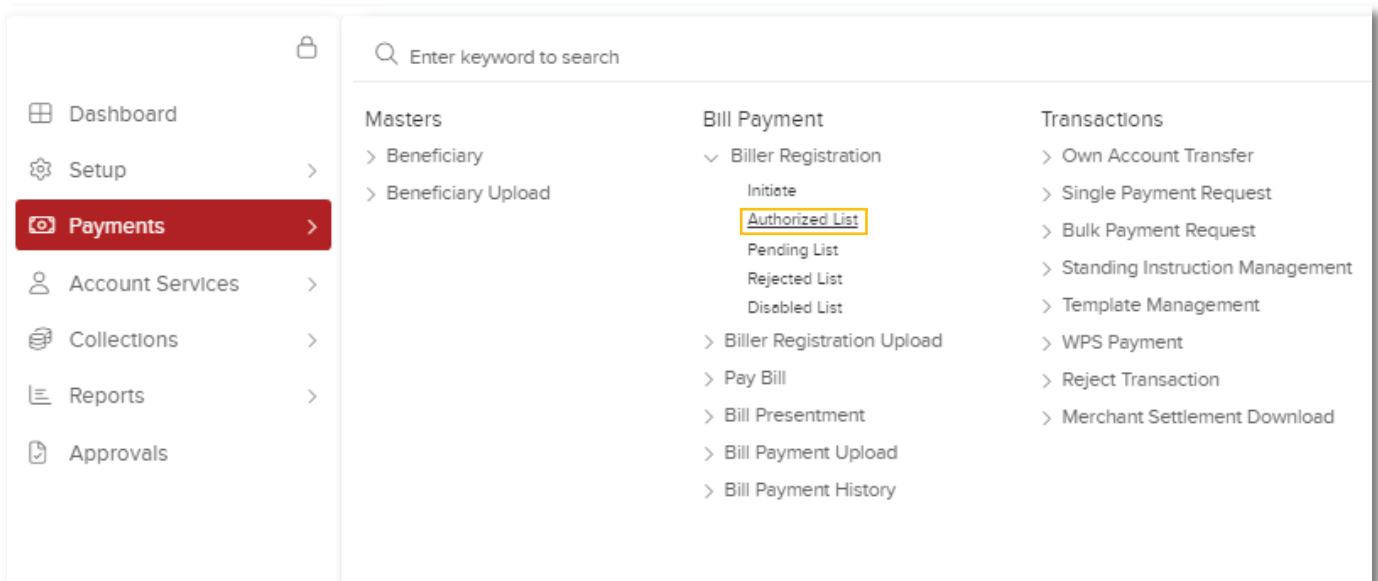 Enter keyword to search
Dashboard
Setup
Payments
Account Services
Collections
Reports
Approvals
Masters
Beneficiary
Beneficiary Upload
Bill Payment
Biller Registration
Initiate
Authorized List
Pending List
Rejected List
Disabled List
Biller Registration Upload
Pay Bill
Bill Presentment
Bill Payment Upload
Bill Payment History
Transactions
Own Account Transfer
Single Payment Request
Bulk Payment Request
Standing Instruction Management
Template Management
WPS Payment
Reject Transaction
Merchant Settlement Download